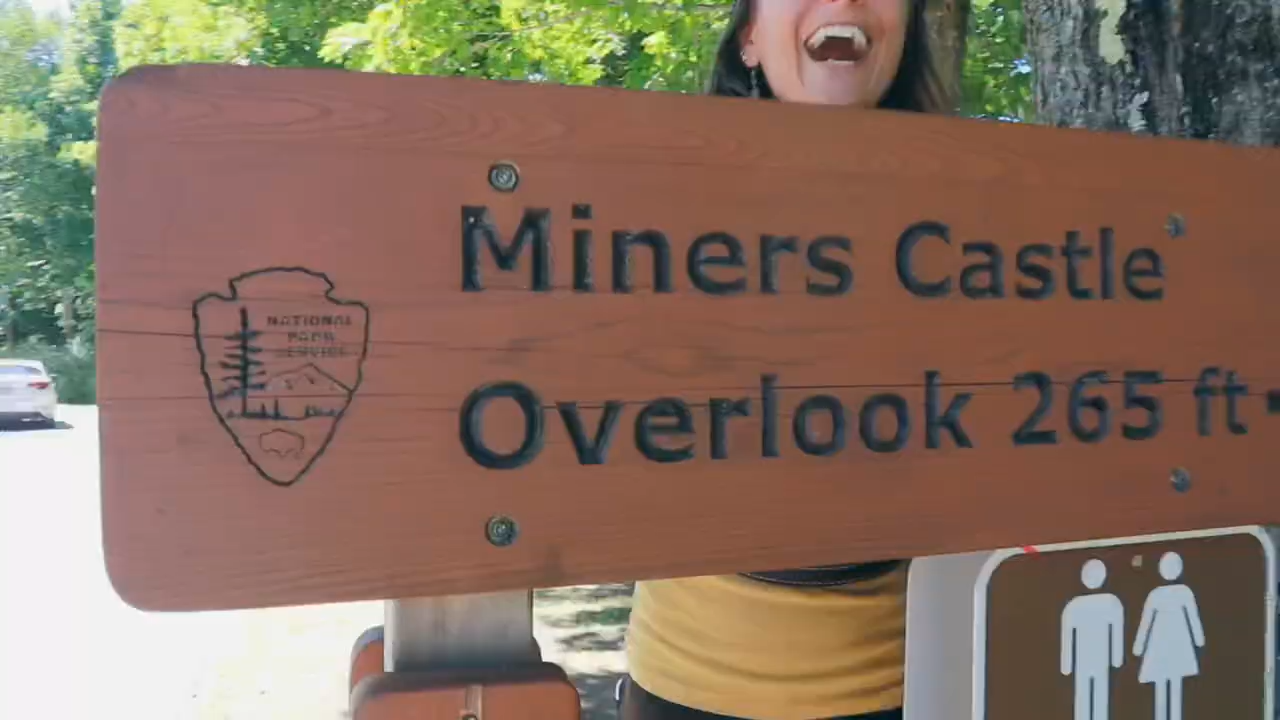 Miners Castle
Overlook 265 ft
NATIONAL
PARK
SERVICE